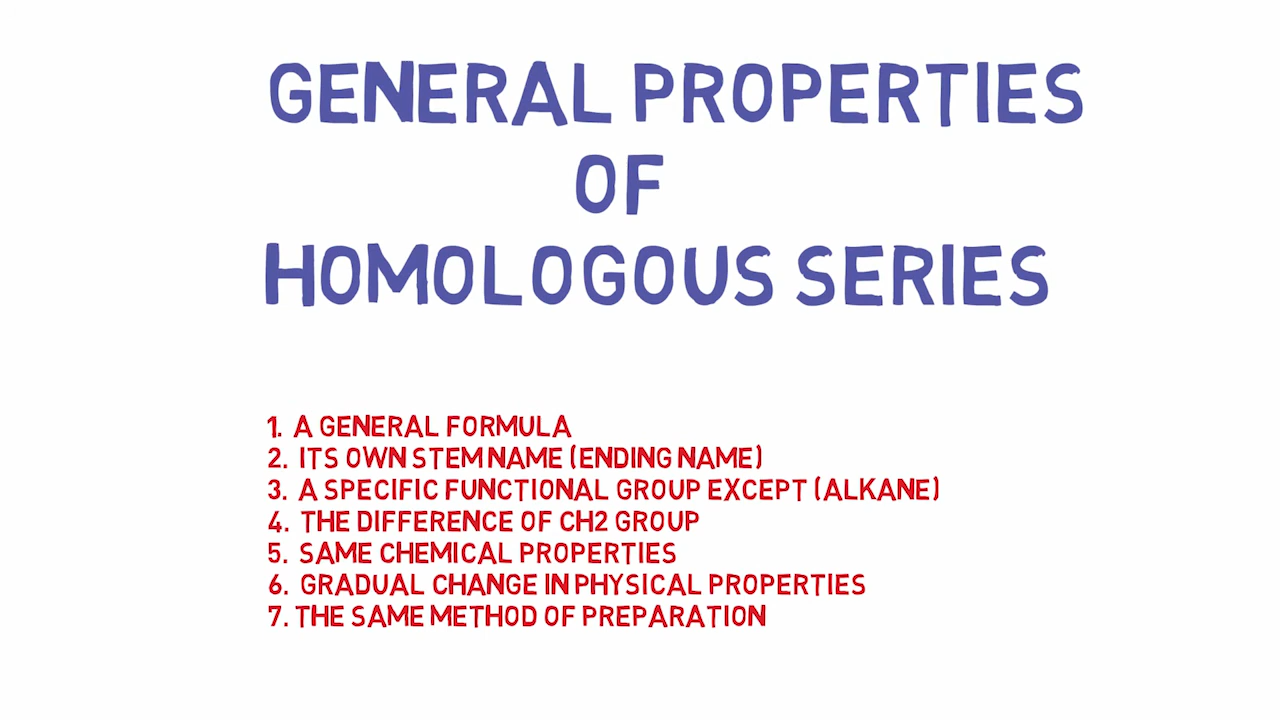 GENERAL PROPERTIES
OF
HOMOLOGOUS SERIES
1. A GENERAL FORMULA
2. ITS OWN STEM NAME (ENDING NAME)
3. A SPECIFIC FUNCTIONAL GROUP EXCEPT (ALKANE)
4. THE DIFFERENCE OF CH2 GROUP
5. SAME CHEMICAL PROPERTIES
6. GRADUAL CHANGE IN PHYSICAL PROPERTIES
7. THE SAME METHOD OF PREPARATION